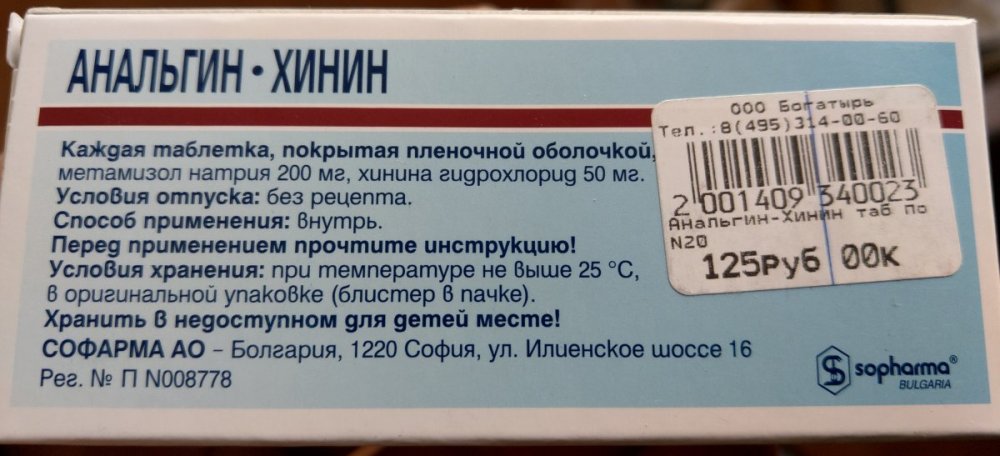 АНАЛЬГИН • ХИНИН
Каждая таблетка, покрытая пленочной оболочкой,
метамизол натрия 200 мг, хинина гидрохлорид 50 мг.
Условия отпуска: без рецепта.
Способ применения: внутрь.
Перед применением прочтите инструкцию!
Условия хранения: при температуре не выше 25 °C,
в оригинальной упаковке (блистер в пачке).
Хранить в недоступном для детей месте!
СОФАРМА АО – Болгария, 1220 София, ул. Илиенское шоссе 16
Рег. № П N008778
ООО Богатырь
Тел.:8(495)314-00-60
2 001409 340023
Анальгин-Хинин таб по
N20
125руб 00к
sopharma®
BULGARIA